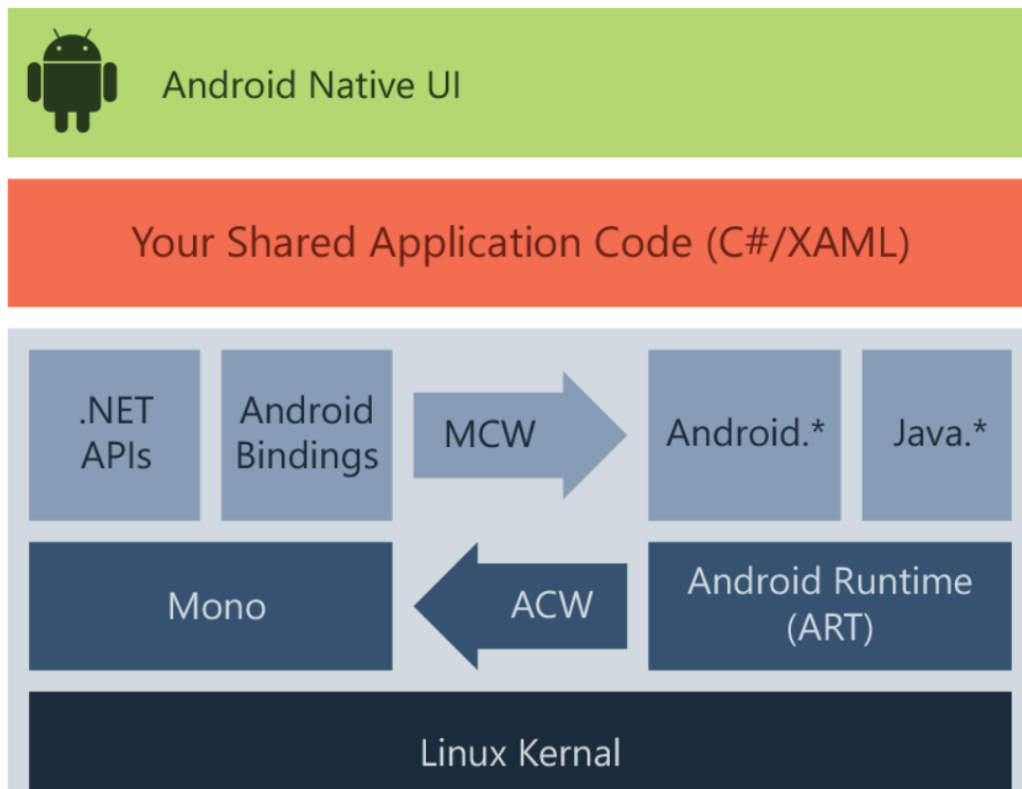 Android Native UI
Your Shared Application Code (C#/XAML)
.NET
APIs
Android
Bindings
MCW
Android.*
Java.*
Mono
ACW
Android Runtime
(ART)
Linux Kernal